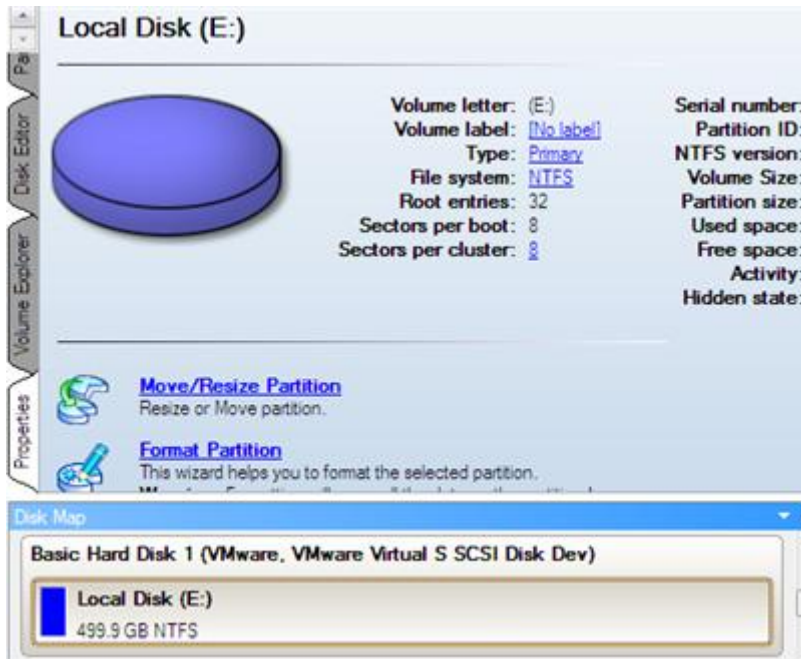 Local Disk (E:)
Pa
Disk Editor
Volume Explorer
Properties
Volume letter: (E:)
Volume label: [No label]
Type: Primary
File system: NTFS
Root entries: 32
Sectors per boot: 8
Sectors per cluster: 8
Serial number:
Partition ID:
NTFS version:
Volume Size:
Partition size:
Used space:
Free space:
Activity:
Hidden state:
Move/Resize Partition
Resize or Move partition.
Format Partition
This wizard helps you to format the selected partition.
Disk Map
Basic Hard Disk 1 (VMware, VMware Virtual S SCSI Disk Dev)
Local Disk (E:)
499.9 GB NTFS